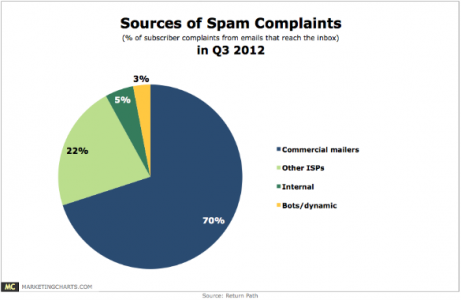 Sources of Spam Complaints
(% of subscriber complaints from emails that reach the inbox)
in Q3 2012
3%
5%
22%
70%
Commercial mailers
Other ISPs
Internal
Bots/dynamic
MC MARKETINGCHARTS.COM
Source: Return Path